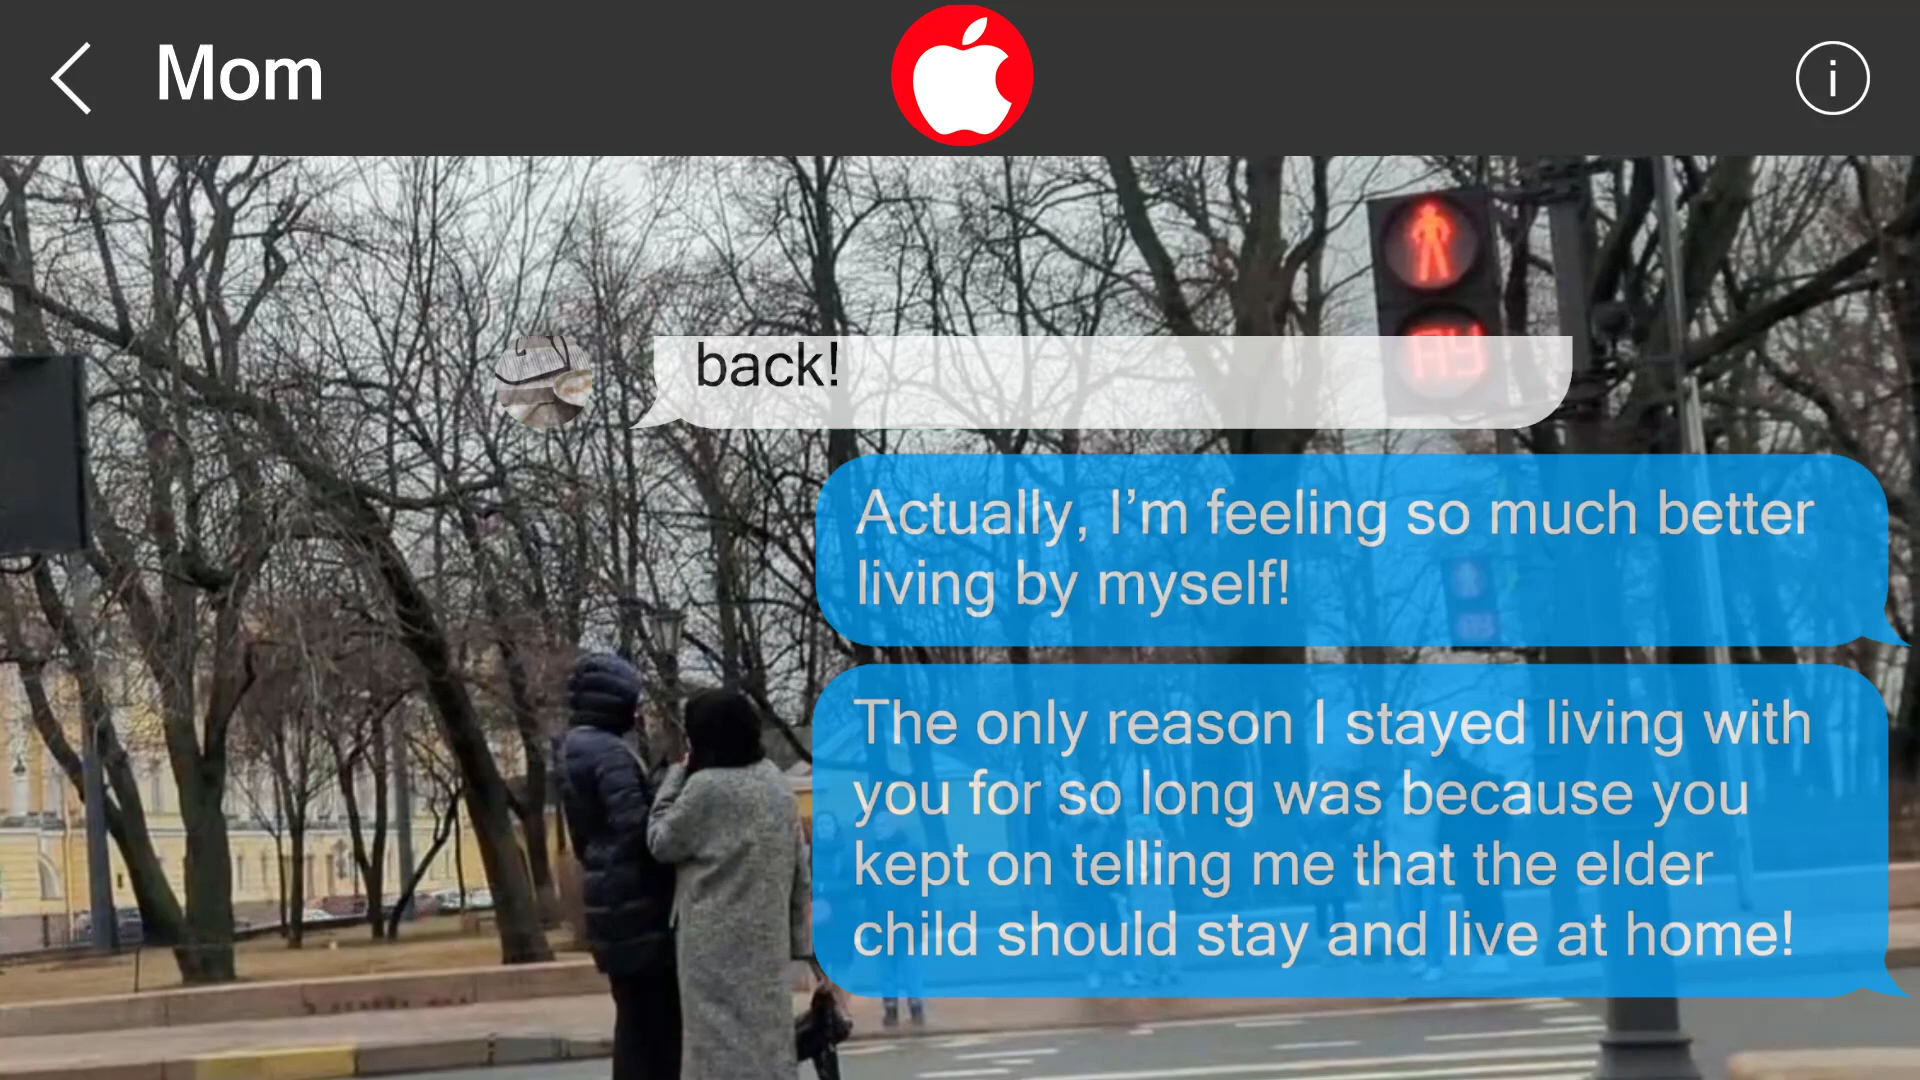 Mom
back!
Actually, I’m feeling so much better
living by myself!
The only reason I stayed living with
you for so long was because you
kept on telling me that the elder
child should stay and live at home!